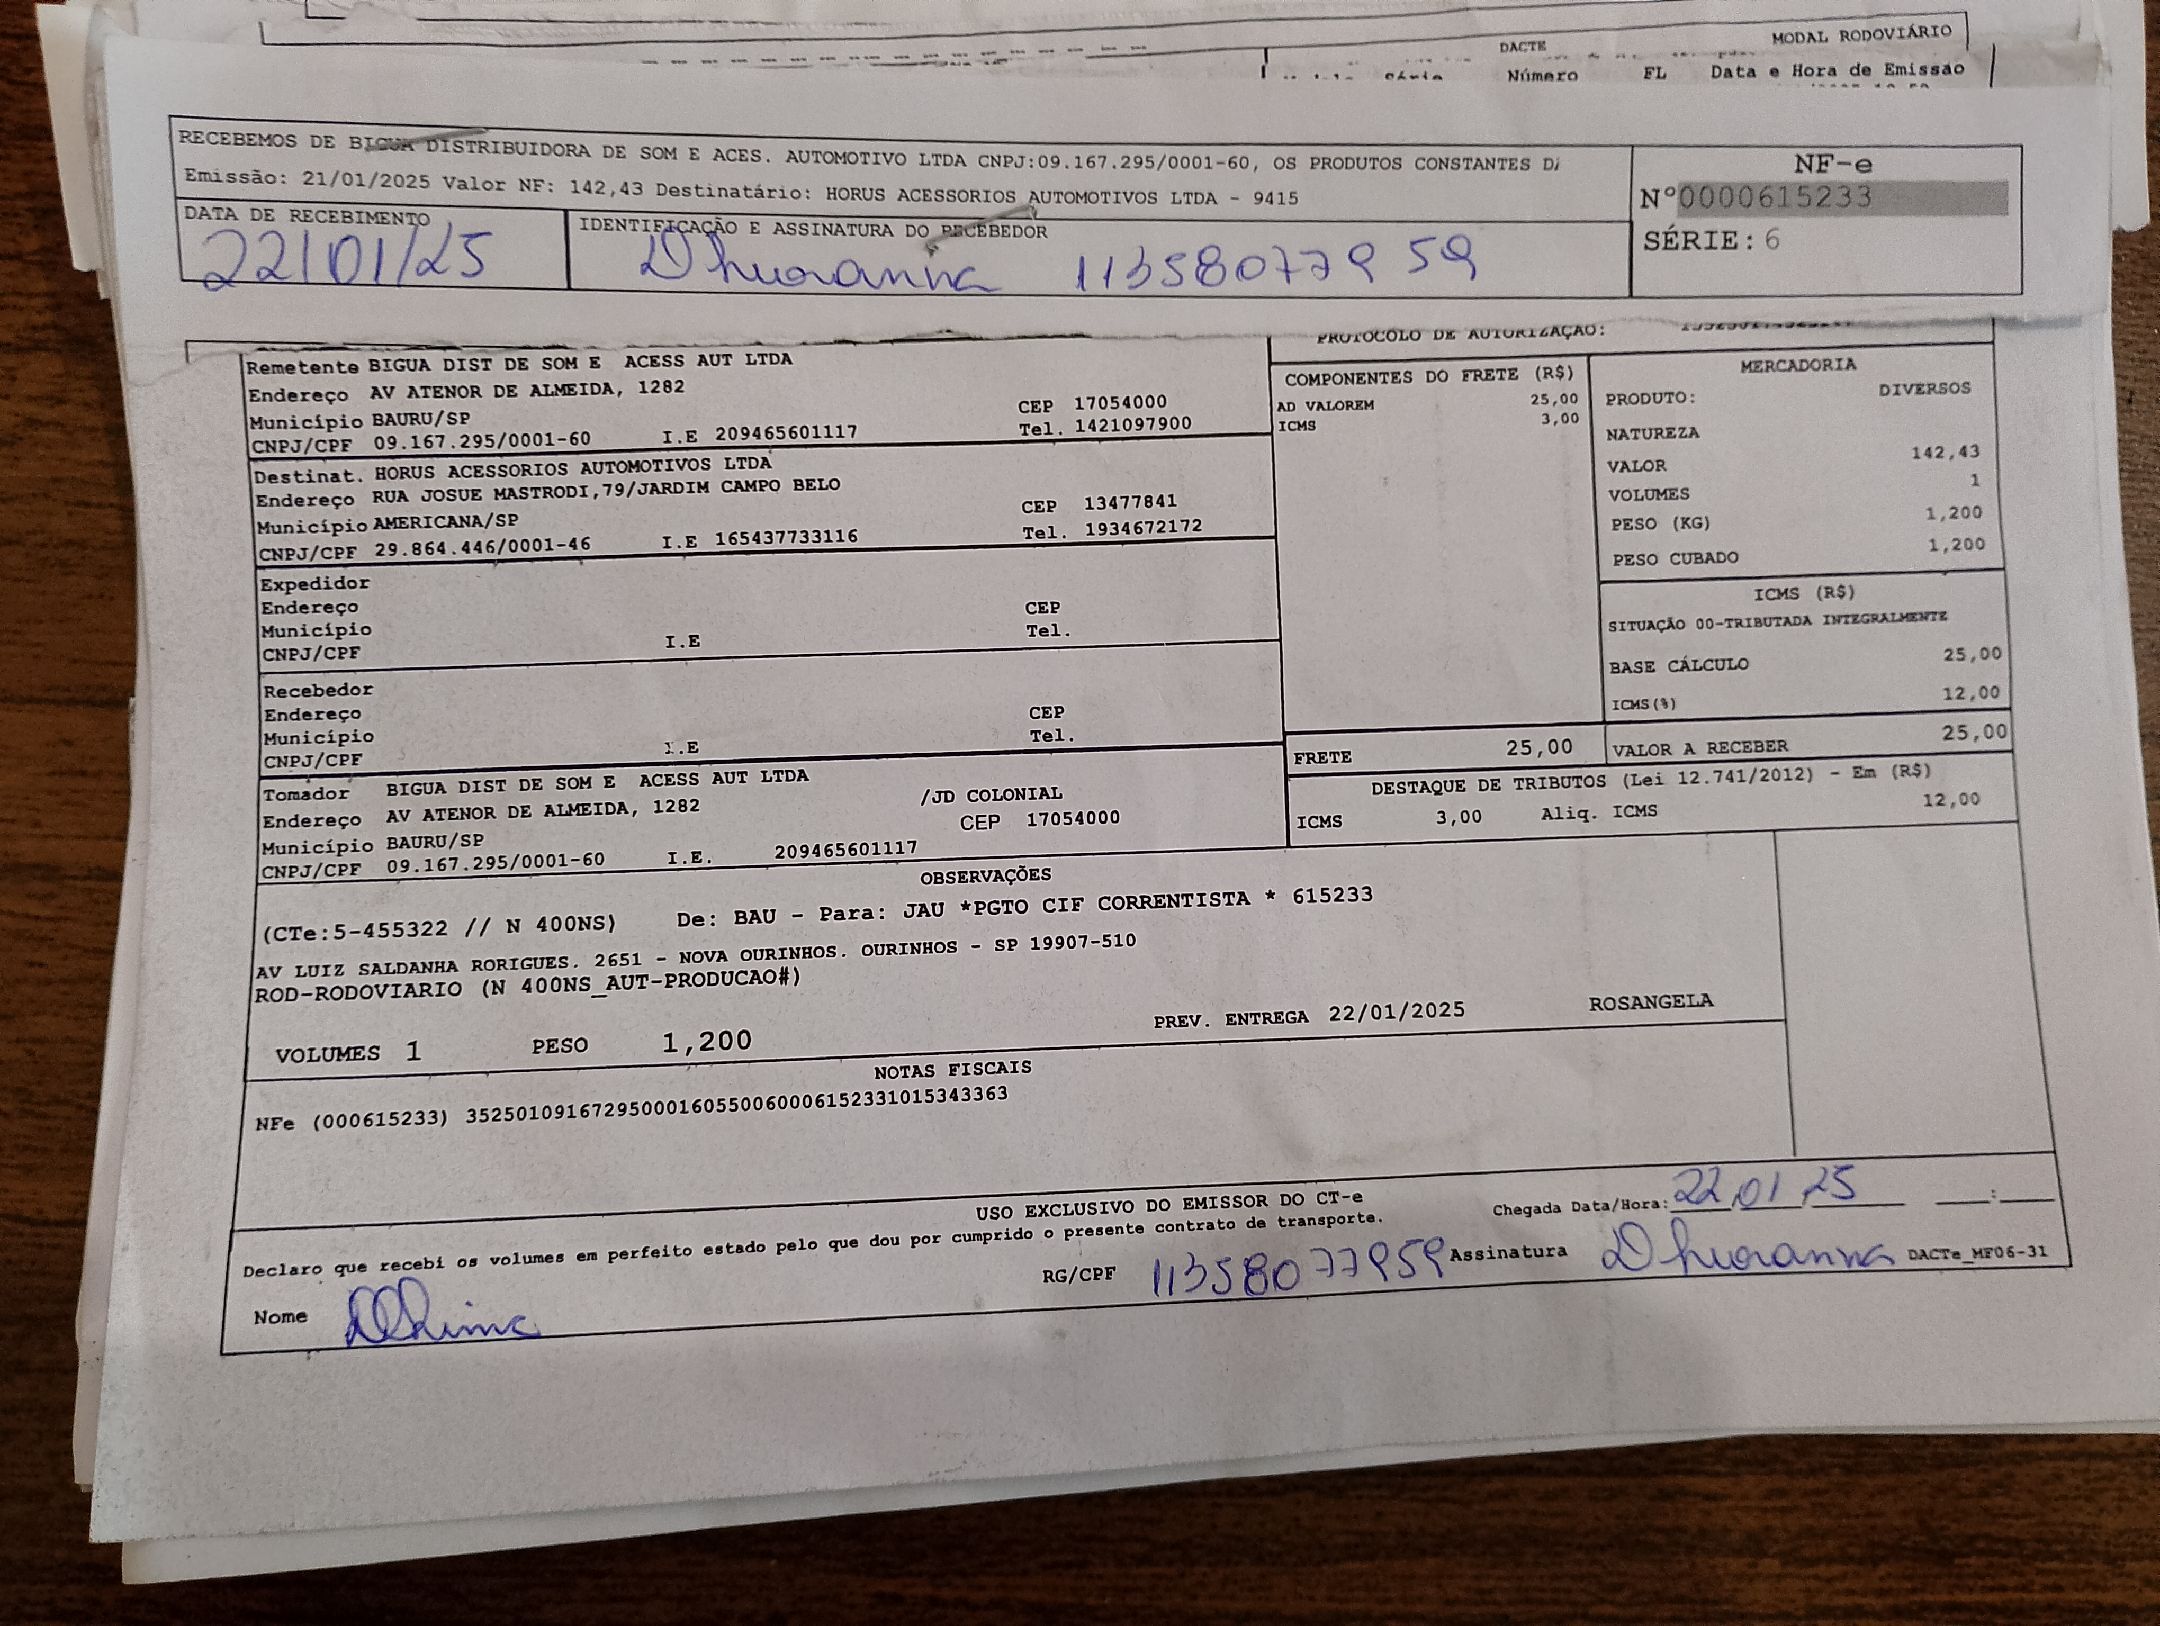 DACTE
MODAL RODOVIÁRIO
Número FL Data e Hora de Emissão
RECEBEMOS DE BIGUA DISTRIBUIDORA DE SOM E ACES. AUTOMOTIVO LTDA CNPJ:09.167.295/0001-60, OS PRODUTOS CONSTANTES
Emissão: 21/01/2025 Valor NF: 142,43 Destinatário: HORUS ACESSORIOS AUTOMOTIVOS LTDA - 9415
NF-e
Nº0000615233
SÉRIE: 6
DATA DE RECEBIMENTO
22/01/25
IDENTIFICAÇÃO E ASSINATURA DO RECEBEDOR
Dhuoanna 11358077959
PROTOCOLO DE AUTORIZAÇÃO:
Remetente BIGUA DIST DE SOM E ACESS AUT LTDA
Endereço AV ATENOR DE ALMEIDA, 1282
Município BAURU/SP CEP 17054000
CNPJ/CPF 09.167.295/0001-60 I.E 209465601117 Tel. 1421097900
Destinat. HORUS ACESSORIOS AUTOMOTIVOS LTDA
Endereço RUA JOSUE MASTRODI,79/JARDIM CAMPO BELO
Município AMERICANA/SP CEP 13477841
CNPJ/CPF 29.864.446/0001-46 I.E 165437733116 Tel. 1934672172
Expedidor
Endereço
Município CEP
CNPJ/CPF I.E Tel.
Recebedor
Endereço
Município CEP
CNPJ/CPF I.E Tel.
Tomador BIGUA DIST DE SOM E ACESS AUT LTDA
Endereço AV ATENOR DE ALMEIDA, 1282 /JD COLONIAL
Município BAURU/SP CEP 17054000
CNPJ/CPF 09.167.295/0001-60 I.E. 209465601117
COMPONENTES DO FRETE (R$)
AD VALOREM 25,00
ICMS 3,00
MERCADORIA
PRODUTO: DIVERSOS
NATUREZA
VALOR 142,43
VOLUMES 1
PESO (KG) 1,200
PESO CUBADO 1,200
ICMS (R$)
SITUAÇÃO 00-TRIBUTADA INTEGRALMENTE
BASE CÁLCULO 25,00
ICMS(%) 12,00
FRETE 25,00 VALOR A RECEBER 25,00
DESTAQUE DE TRIBUTOS (Lei 12.741/2012) - Em (R$)
ICMS 3,00 Aliq. ICMS 12,00
OBSERVAÇÕES
(CTe:5-455322 // N 400NS) De: BAU - Para: JAU *PGTO CIF CORRENTISTA * 615233
AV LUIZ SALDANHA RORIGUES. 2651 - NOVA OURINHOS. OURINHOS - SP 19907-510
ROD-RODOVIARIO (N 400NS_AUT-PRODUCAO#)
PREV. ENTREGA 22/01/2025 ROSANGELA
VOLUMES 1 PESO 1,200
NOTAS FISCAIS
NFe (000615233) 35250109167295000160550060006152331015343363
USO EXCLUSIVO DO EMISSOR DO CT-e
Declaro que recebi os volumes em perfeito estado pelo que dou por cumprido o presente contrato de transporte.
Chegada Data/Hora: 22 01 25 :
Nome
RG/CPF 11358077959 Assinatura Dhuoanna DACTe_MF06-31